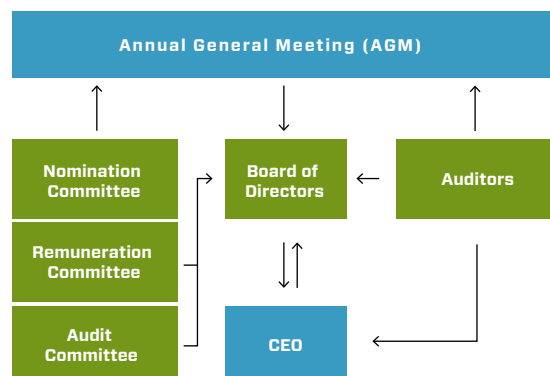 Annual General Meeting (AGM)
Nomination
Committee
Board of
Directors
Auditors
Remuneration
Committee
Audit
Committee
CEO